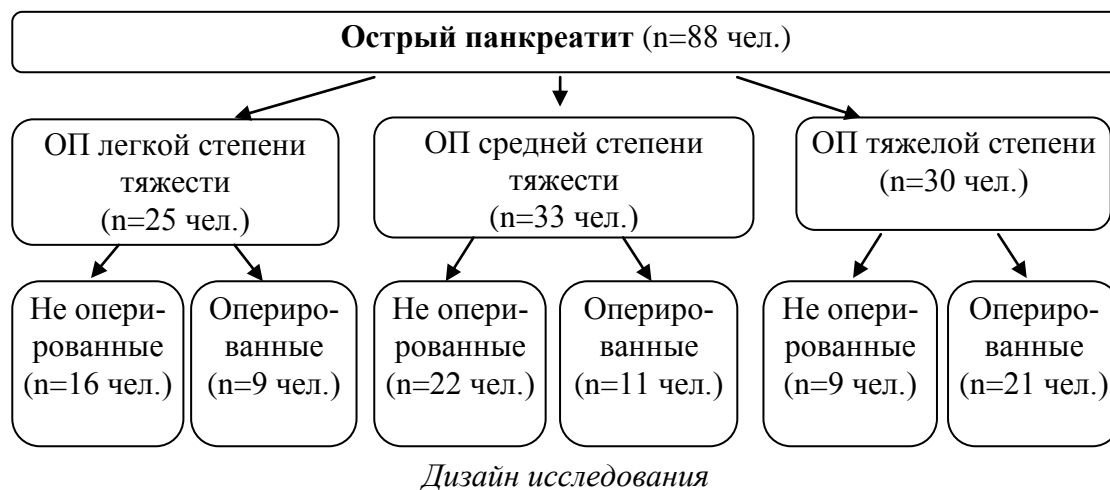 Острый панкреатит (n=88 чел.)
ОП легкой степени
тяжести
(n=25 чел.)
ОП средней степени
тяжести
(n=33 чел.)
ОП тяжелой степени
(n=30 чел.)
Не опери-
рованные
(n=16 чел.)
Опериро-
ванные
(n=9 чел.)
Не опери-
рованные
(n=22 чел.)
Опериро-
ванные
(n=11 чел.)
Не опери-
рованные
(n=9 чел.)
Опериро-
ванные
(n=21 чел.)
Дизайн исследования